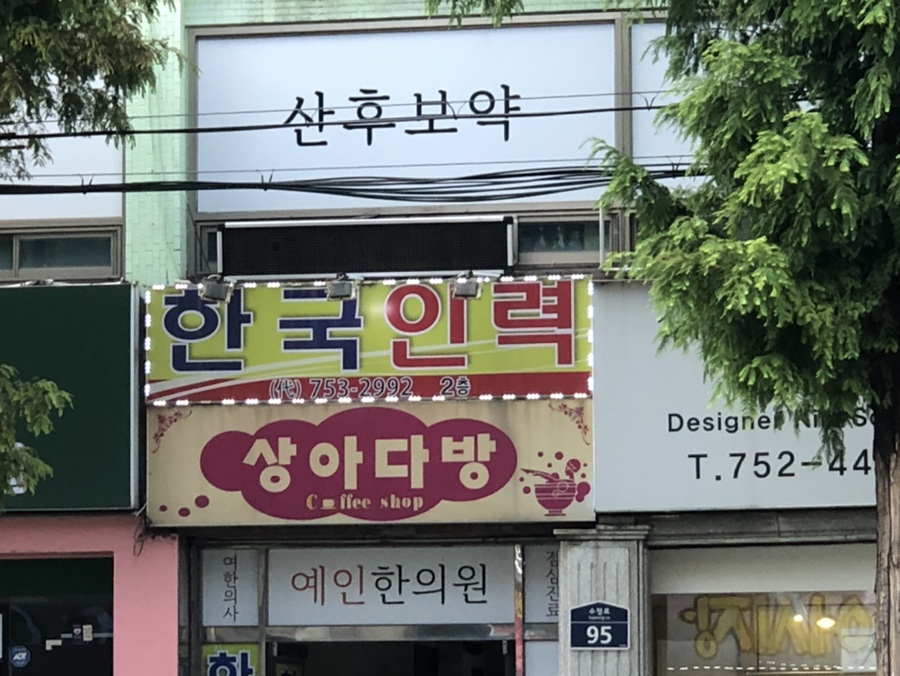 산후보약
한국인력
(代) 753-2992 2층
상아다방
Coffee shop
Designer
T.752-44
여한의사
예인한의원
점심진료
95
ADT